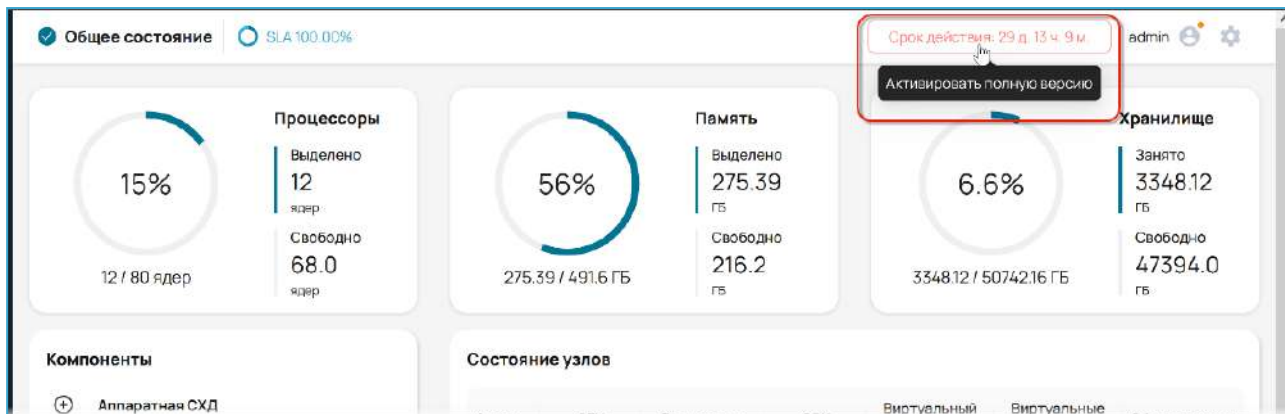 Общее состояние
SLA 100.00%
Срок действия: 29 д. 13 ч. 9 м.
admin
Активировать полную версию
Процессоры
15%
Выделено
12
ядер
Свободно
68.0
ядер
12 / 80 ядер
Память
56%
Выделено
275.39
ГБ
Свободно
216.2
ГБ
275.39 / 491.6 ГБ
Хранилище
6.6%
Занято
3348.12
ГБ
Свободно
47394.0
ГБ
3348.12 / 50742.16 ГБ
Компоненты
Аппаратная СХД
Состояние узлов
Виртуальный
Виртуальные